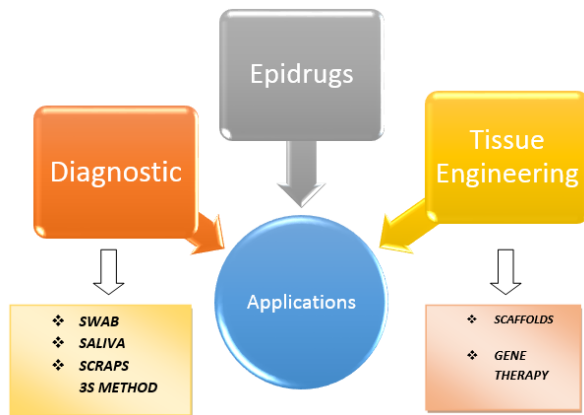 Epidrugs
Diagnostic
Tissue
Engineering
Applications
❖ SWAB
❖ SALIVA
❖ SCRAPS
3S METHOD
❖ SCAFFOLDS
❖ GENE
THERAPY